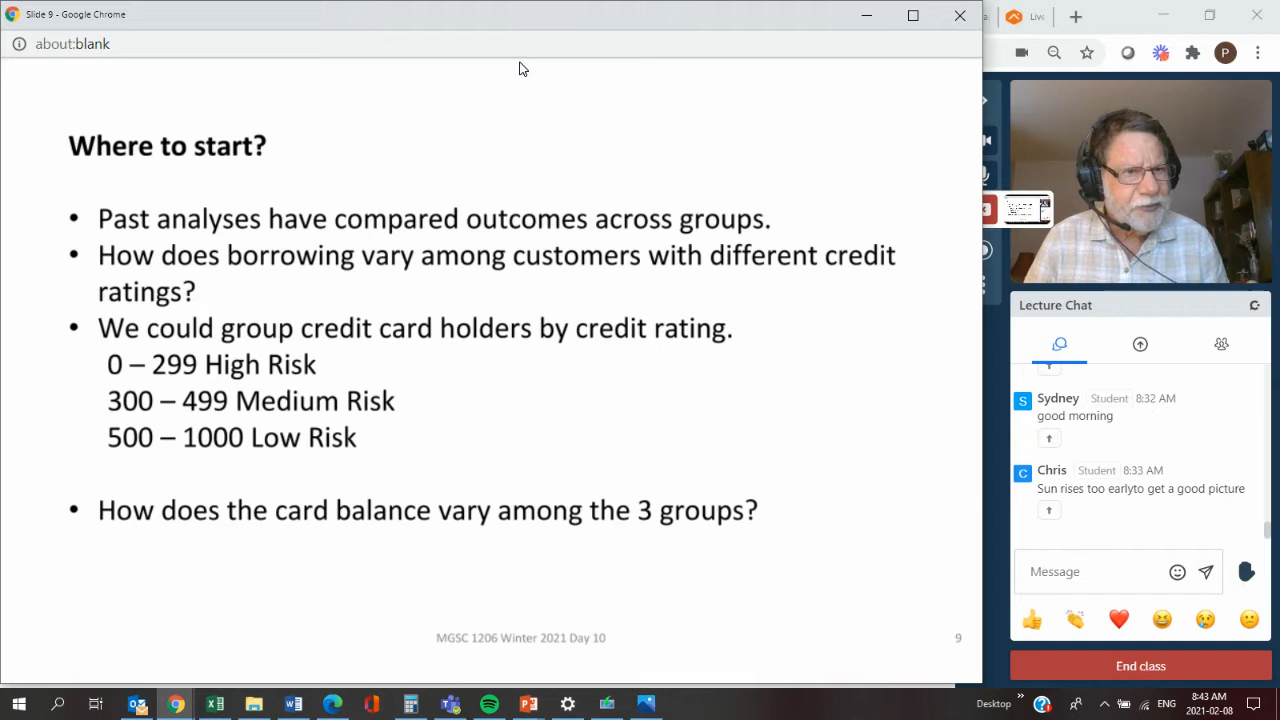 Slide 9 - Google Chrome
about:blank
Live
P
Where to start?
• Past analyses have compared outcomes across groups.
• How does borrowing vary among customers with different credit
ratings?
• We could group credit card holders by credit rating.
0 – 299 High Risk
300 – 499 Medium Risk
500 – 1000 Low Risk
• How does the card balance vary among the 3 groups?
MGSC 1206 Winter 2021 Day 10
9
Lecture Chat
S
Sydney Student 8:32 AM
good morning
C
Chris Student 8:33 AM
Sun rises too earlyto get a good picture
Message
End class
Desktop
ENG
8:43 AM
2021-02-08